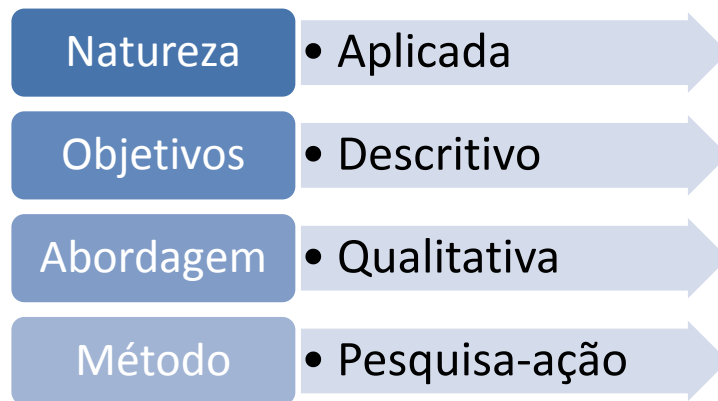 Natureza • Aplicada
Objetivos • Descritivo
Abordagem • Qualitativa
Método • Pesquisa-ação